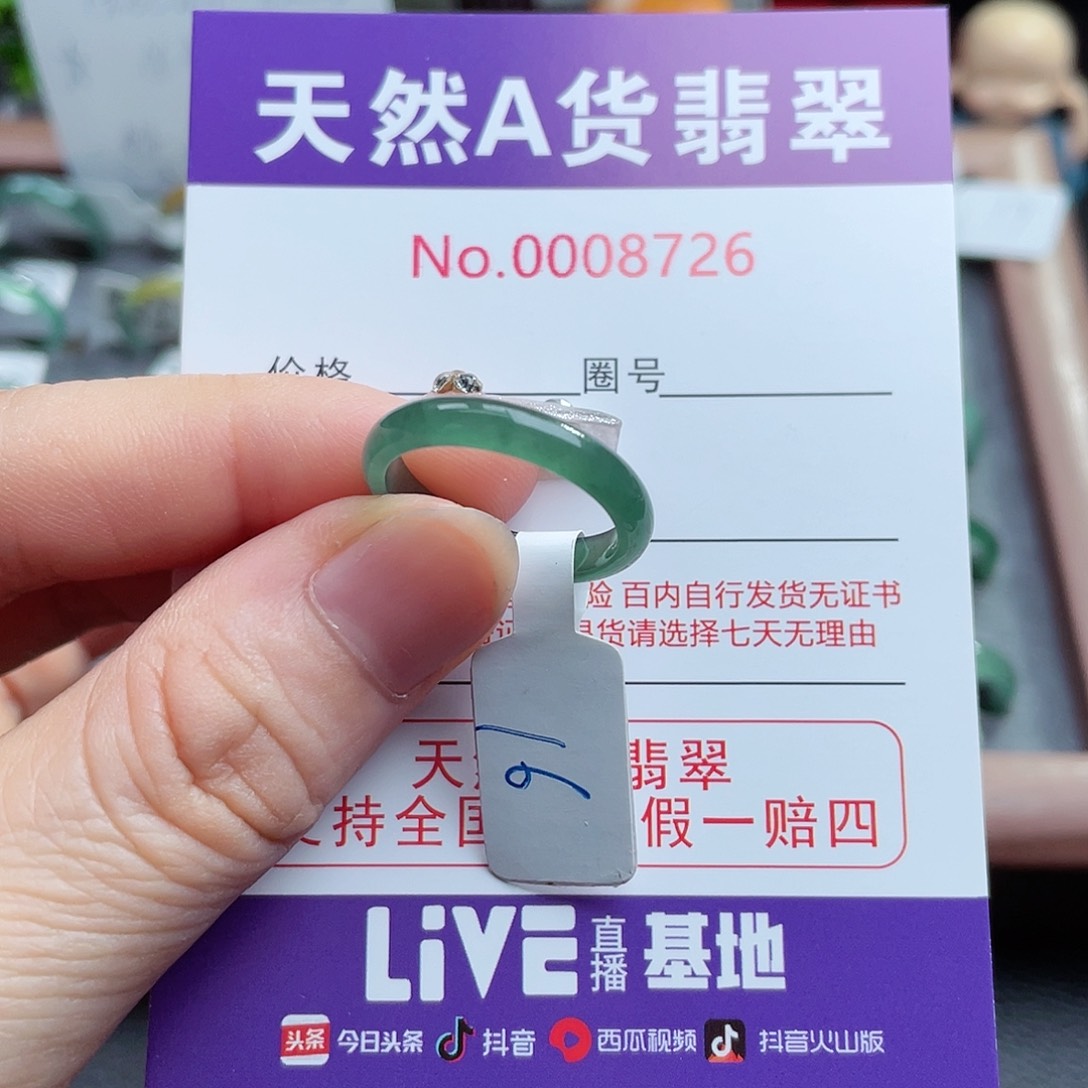 天然A货翡翠
No.0008726
价格 圈号
险 百内自行发货无证书
货请选择七天无理由
16
天 翡翠
持全国 假一赔四
LiVE直播基地
头条 今日头条 抖音 西瓜视频 抖音火山版